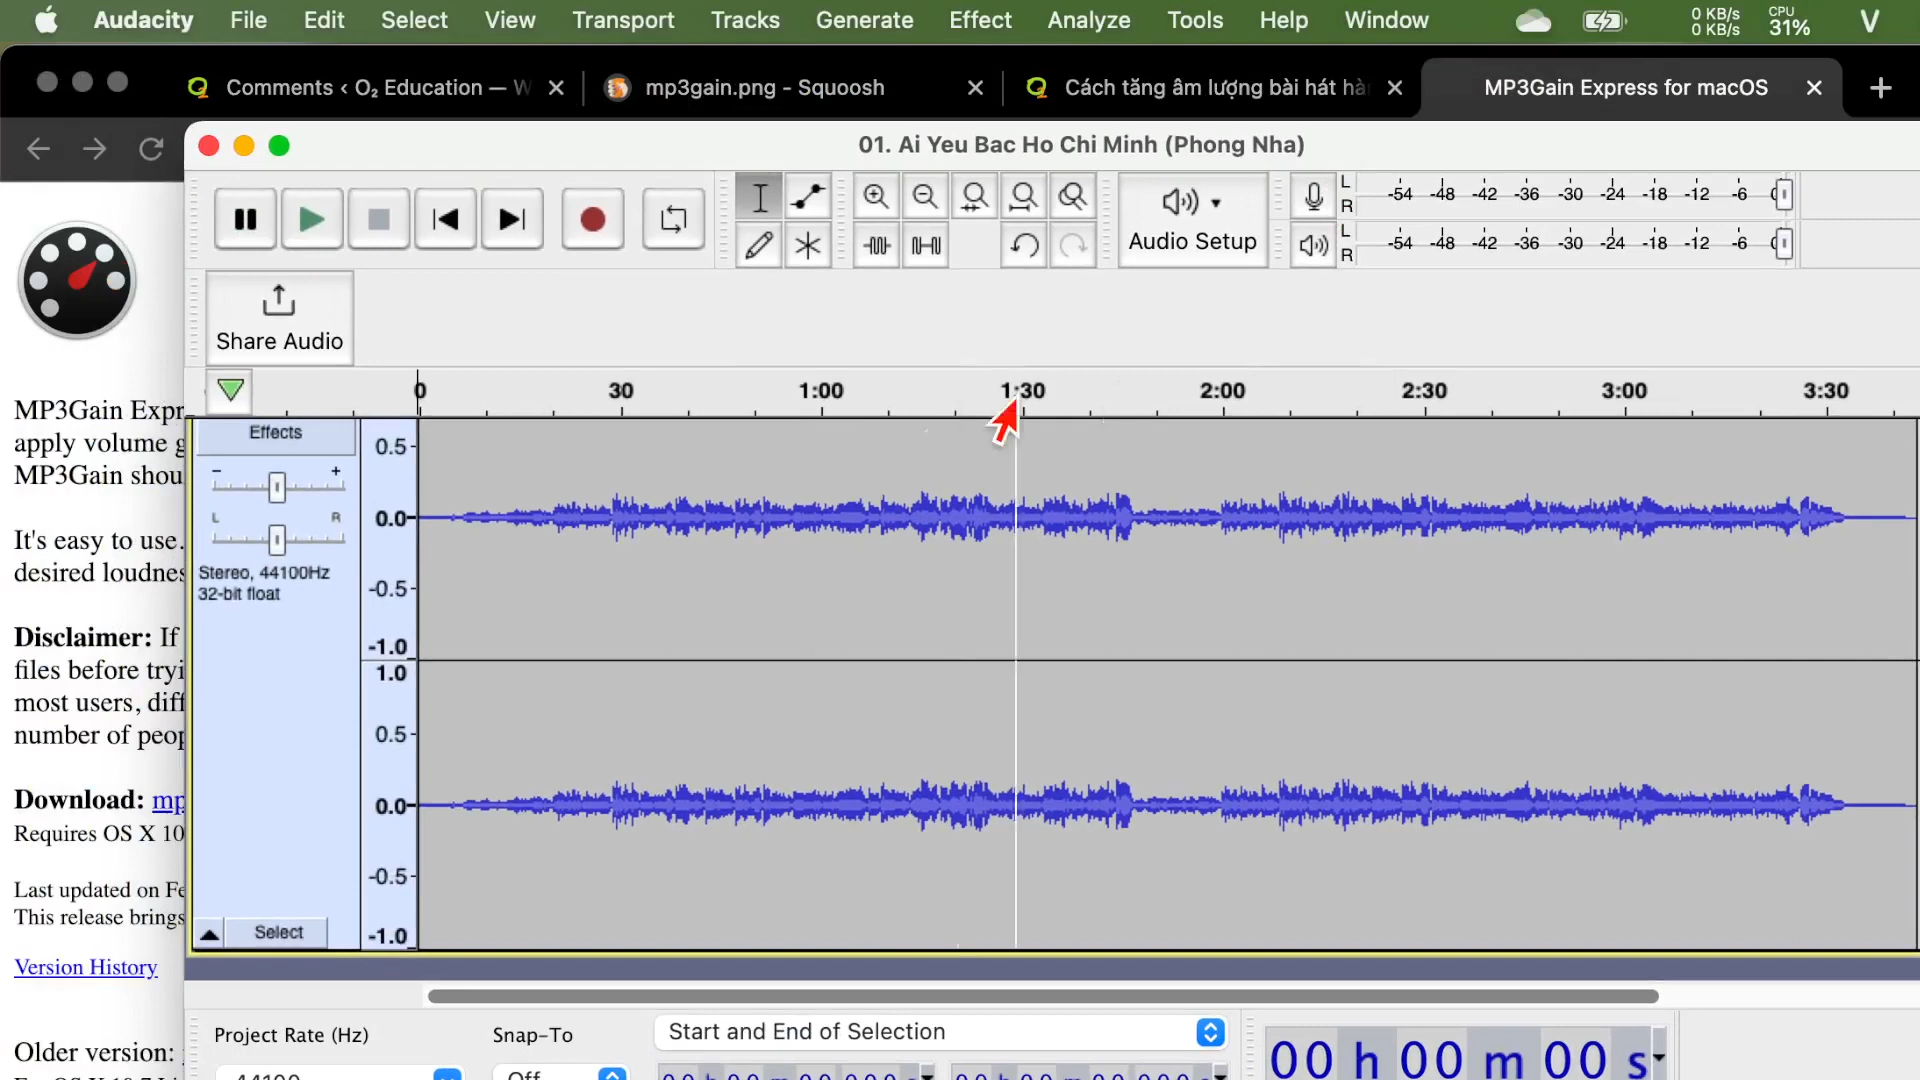 Audacity File Edit Select View Transport Tracks Generate Effect Analyze Tools Help Window 0 KB/s 0 KB/s CPU 31% V
Comments ‹ O₂ Education — W
mp3gain.png - Squoosh
Cách tăng âm lượng bài hát hà
MP3Gain Express for macOS
01. Ai Yeu Bac Ho Chi Minh (Phong Nha)
Audio Setup
L R -54 -48 -42 -36 -30 -24 -18 -12 -6
L R -54 -48 -42 -36 -30 -24 -18 -12 -6
Share Audio
0 30 1:00 1:30 2:00 2:30 3:00 3:30
Effects
- +
L R
Stereo, 44100Hz
32-bit float
Select
0.5
0.0
-0.5
-1.0
1.0
0.5
0.0
-0.5
-1.0
MP3Gain Expr
apply volume g
MP3Gain shou
It's easy to use.
desired loudnes
Disclaimer: If
files before tryi
most users, diff
number of peop
Download: mp
Requires OS X 10
Last updated on Fe
This release brings
Version History
Older version:
Project Rate (Hz)
Snap-To
Start and End of Selection
44100
Off
00 h 00 m 00 s